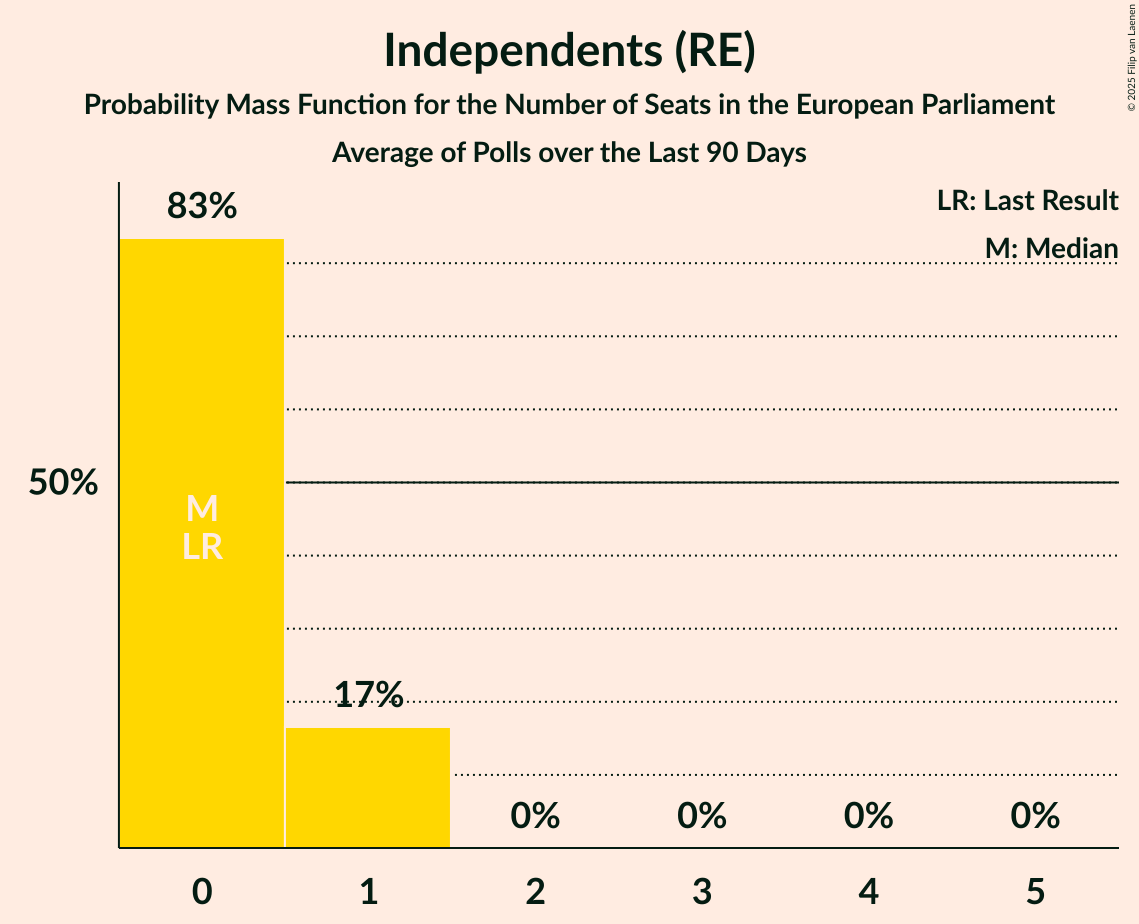 Independents (RE)
Probability Mass Function for the Number of Seats in the European Parliament
Average of Polls over the Last 90 Days
© 2025 Filip van Laenen
LR: Last Result
M: Median
83%
50%
M
LR
17%
0%
0%
0%
0%
0
1
2
3
4
5